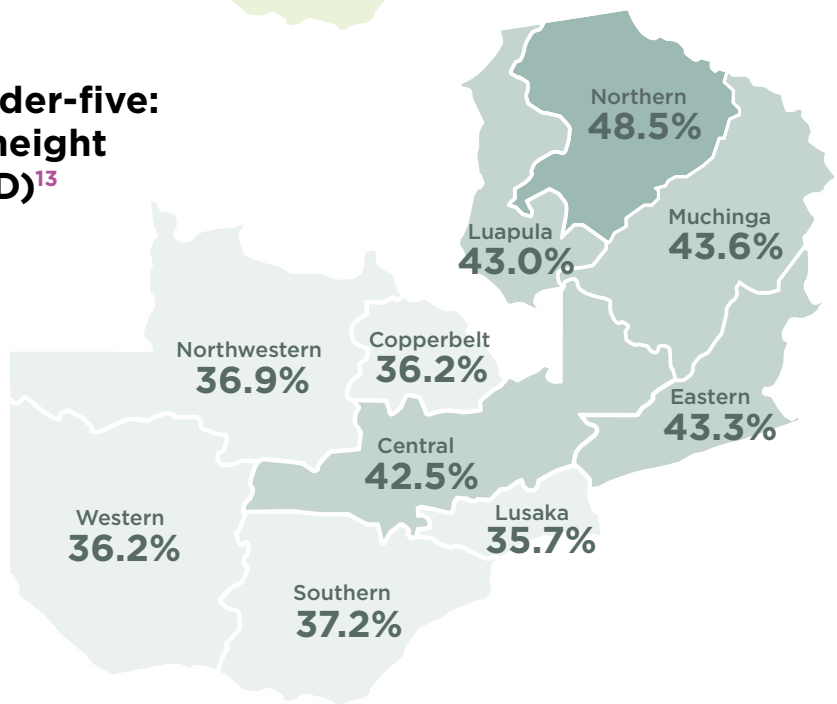 der-five:
height
D)13
Northern
48.5%
Luapula
43.0%
Muchinga
43.6%
Northwestern
36.9%
Copperbelt
36.2%
Eastern
43.3%
Central
42.5%
Western
36.2%
Lusaka
35.7%
Southern
37.2%